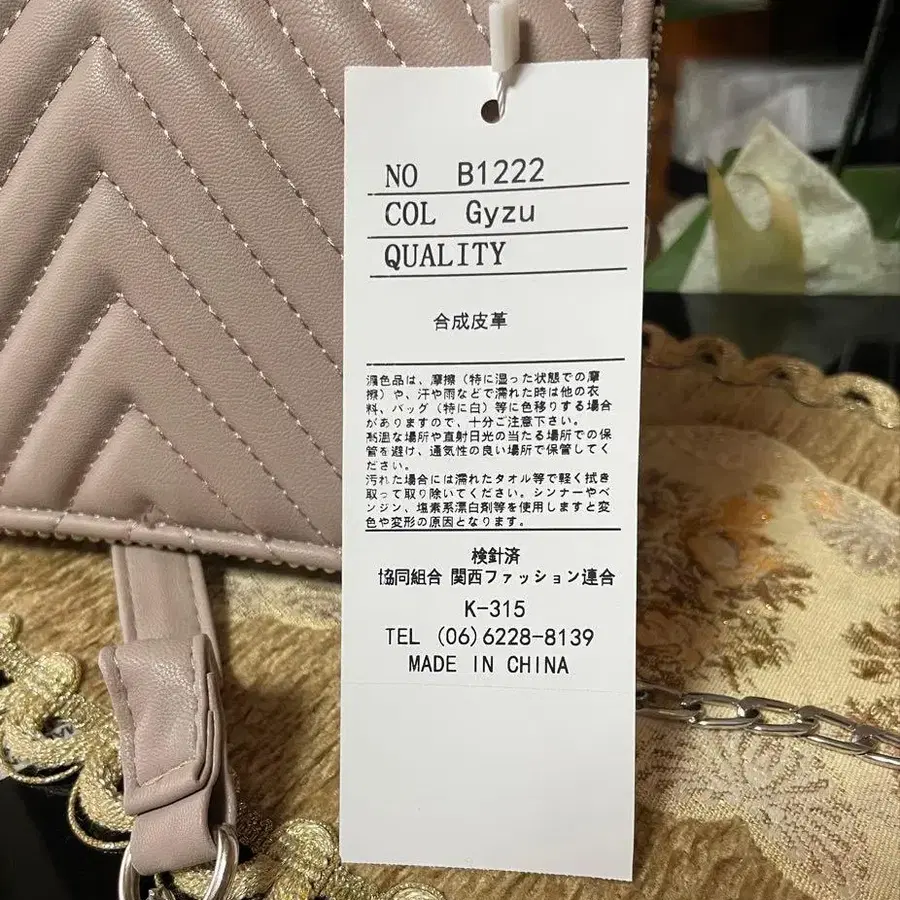 NO B1222
COL Gyzu
QUALITY
合成皮革
濃色品は、摩擦（特に湿った状態での摩
擦）や、汗や雨などで濡れた時は他の衣
料、バッグ（特に白）等に色移りする場合
がありますので、十分ご注意下さい。
高温な場所や直射日光の当たる場所での保
管を避け、通気性の良い場所で保管してく
ださい。
汚れた場合には濡れたタオル等で軽く拭き
取って取り除いてください。シンナーやベ
ンジン、塩素系漂白剤等を使用しますと変
色や変形の原因となります。
検針済
協同組合 関西ファッション連合
K-315
TEL (06)6228-8139
MADE IN CHINA